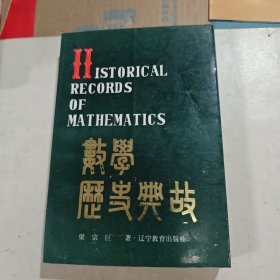 HISTORICAL
RECORDS
OF
MATHEMATICS
數學
歷史典故
梁宗巨 著·辽宁教育出版社